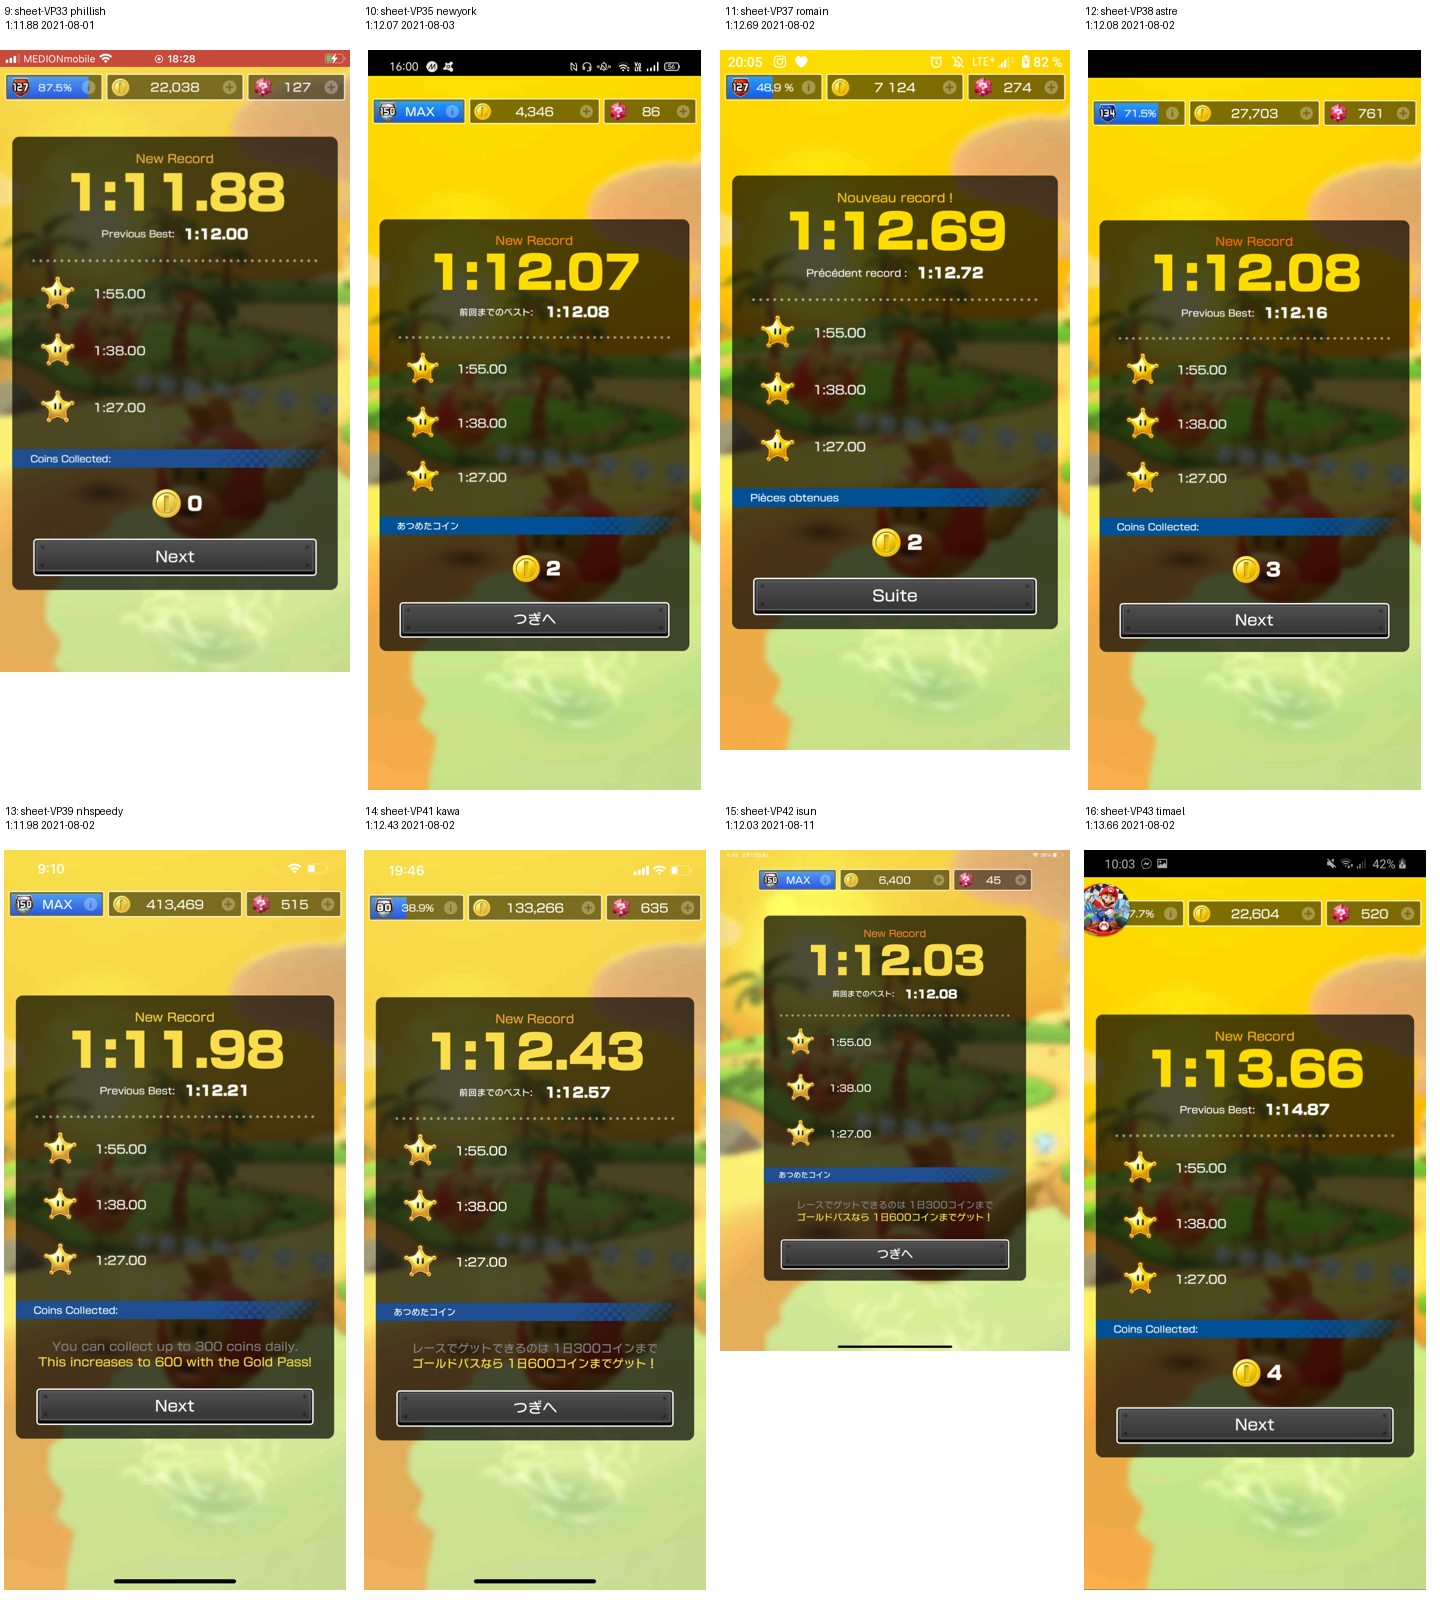 9: sheet-VP33 phillish
1:11.88 2021-08-01
MEDIONmobile 18:28
127 87.5% 22,038 127
New Record
1:11.88
Previous Best: 1:12.00
1:55.00
1:38.00
1:27.00
Coins Collected:
0
Next
10: sheet-VP35 newyork
1:12.07 2021-08-03
16:00 56
150 MAX 4,346 86
New Record
1:12.07
前回までのベスト: 1:12.08
1:55.00
1:38.00
1:27.00
あつめたコイン
2
つぎへ
11: sheet-VP37 romain
1:12.69 2021-08-02
20:05 LTE+ 82 %
127 48,9 % 7 124 274
Nouveau record !
1:12.69
Précédent record : 1:12.72
1:55.00
1:38.00
1:27.00
Pièces obtenues
2
Suite
12: sheet-VP38 astre
1:12.08 2021-08-02
134 71.5% 27,703 761
New Record
1:12.08
Previous Best: 1:12.16
1:55.00
1:38.00
1:27.00
Coins Collected:
3
Next
13: sheet-VP39 nhspeedy
1:11.98 2021-08-02
9:10
150 MAX 413,469 515
New Record
1:11.98
Previous Best: 1:12.21
1:55.00
1:38.00
1:27.00
Coins Collected:
You can collect up to 300 coins daily.
This increases to 600 with the Gold Pass!
Next
14: sheet-VP41 kawa
1:12.43 2021-08-02
19:46
80 38.9% 133,266 635
New Record
1:12.43
前回までのベスト: 1:12.57
1:55.00
1:38.00
1:27.00
あつめたコイン
レースでゲットできるのは 1日300コインまで
ゴールドパスなら 1日600コインまでゲット！
つぎへ
15: sheet-VP42 isun
1:12.03 2021-08-11
150 MAX 6,400 45
New Record
1:12.03
前回までのベスト: 1:12.08
1:55.00
1:38.00
1:27.00
あつめたコイン
レースでゲットできるのは 1日300コインまで
ゴールドパスなら 1日600コインまでゲット！
つぎへ
16: sheet-VP43 timael
1:13.66 2021-08-02
10:03 42%
7.7% 22,604 520
New Record
1:13.66
Previous Best: 1:14.87
1:55.00
1:38.00
1:27.00
Coins Collected:
4
Next